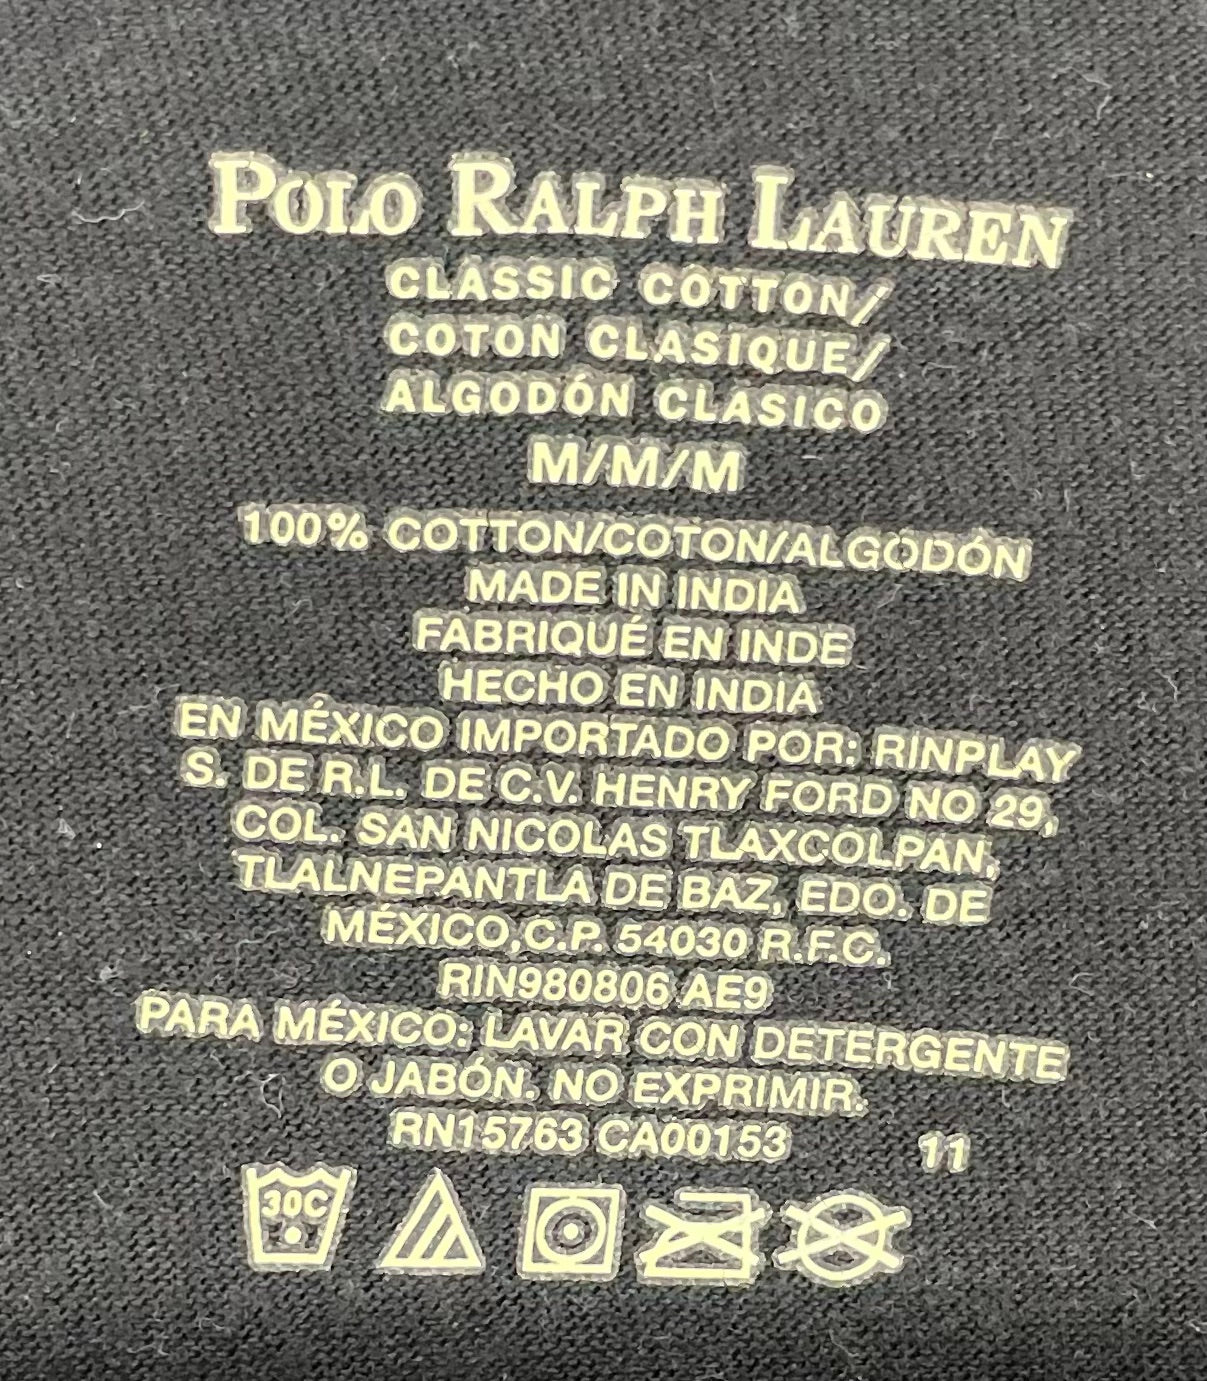 POLO RALPH LAUREN
CLASSIC COTTON/
COTON CLASIQUE/
ALGODÓN CLASICO
M/M/M
100% COTTON/COTON/ALGODÓN
MADE IN INDIA
FABRIQUÉ EN INDE
HECHO EN INDIA
EN MÉXICO IMPORTADO POR: RINPLAY
S. DE R.L. DE C.V. HENRY FORD NO 29,
COL. SAN NICOLAS TLAXCOLPAN,
TLALNEPANTLA DE BAZ, EDO. DE
MÉXICO,C.P. 54030 R.F.C.
RIN980806 AE9
PARA MÉXICO: LAVAR CON DETERGENTE
O JABÓN. NO EXPRIMIR.
RN15763 CA00153 11
30C